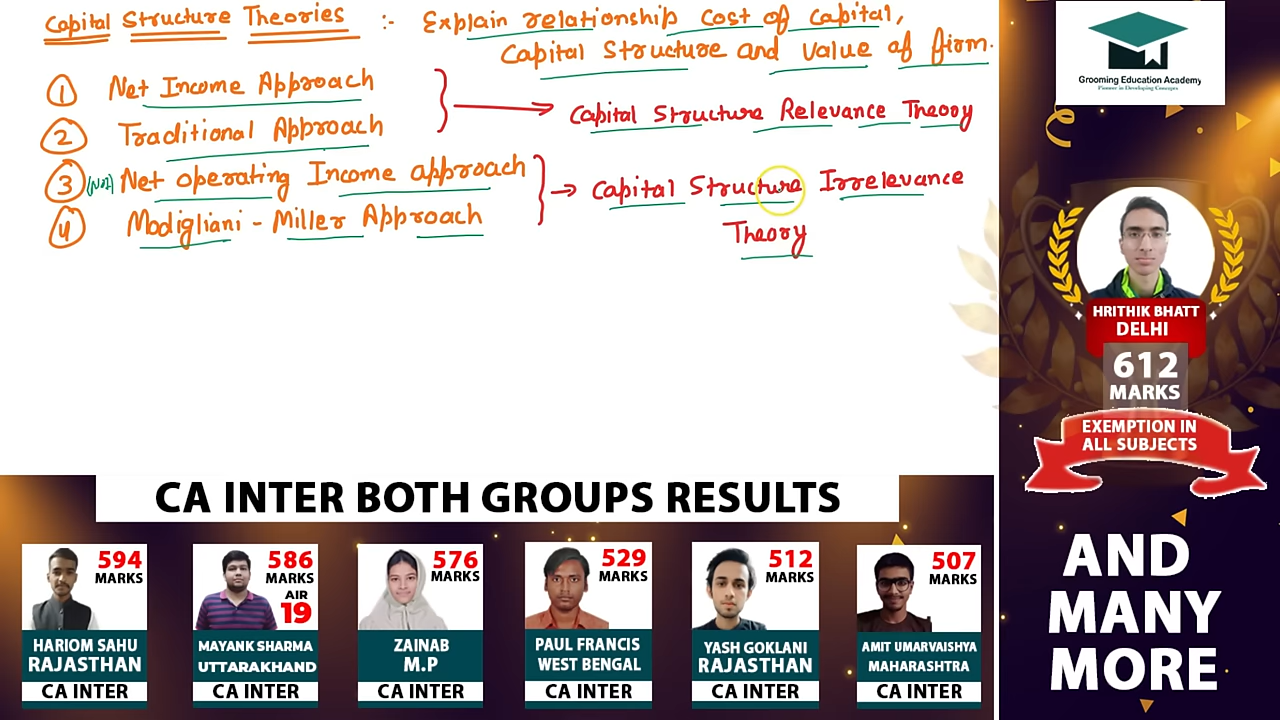 Capital Structure Theories :- Explain relationship cost of capital,
Capital Structure and value of firm.
1 Net Income Approach
2 Traditional Approach
Capital Structure Relevance Theory
3 (NOI) Net operating Income approach
4 Modigliani - Miller Approach
Capital Structure Irrelevance
Theory
Grooming Education Academy
Pioneer in Developing Concepts
HRITHIK BHATT
DELHI
612
MARKS
EXEMPTION IN
ALL SUBJECTS
AND
MANY
MORE
CA INTER BOTH GROUPS RESULTS
594
MARKS
HARIOM SAHU
RAJASTHAN
CA INTER
586
MARKS
AIR
19
MAYANK SHARMA
UTTARAKHAND
CA INTER
576
MARKS
ZAINAB
M.P
CA INTER
529
MARKS
PAUL FRANCIS
WEST BENGAL
CA INTER
512
MARKS
YASH GOKLANI
RAJASTHAN
CA INTER
507
MARKS
AMIT UMARVAISHYA
MAHARASHTRA
CA INTER